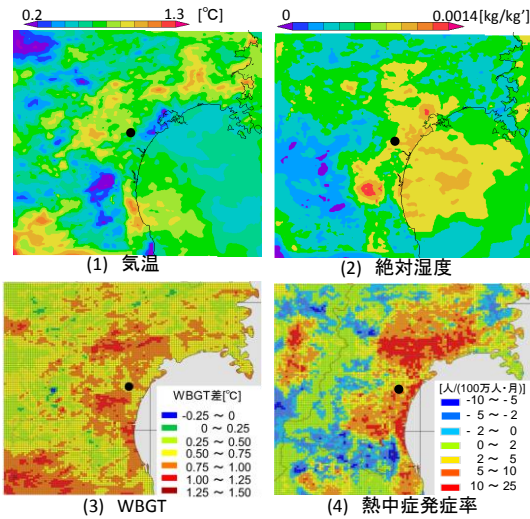 [℃]
0.2 1.3
0 0.0014[kg/kg']
(1) 気温
(2) 絶対湿度
WBGT差[℃]
-0.25 ~ 0
0 ~ 0.25
0.25 ~ 0.50
0.50 ~ 0.75
0.75 ~ 1.00
1.00 ~ 1.25
1.25 ~ 1.50
(3) WBGT
[人/(100万人・月)]
-10 ~ -5
-5 ~ -2
-2 ~ 0
0 ~ 2
2 ~ 5
5 ~ 10
10 ~ 25
(4) 熱中症発症率